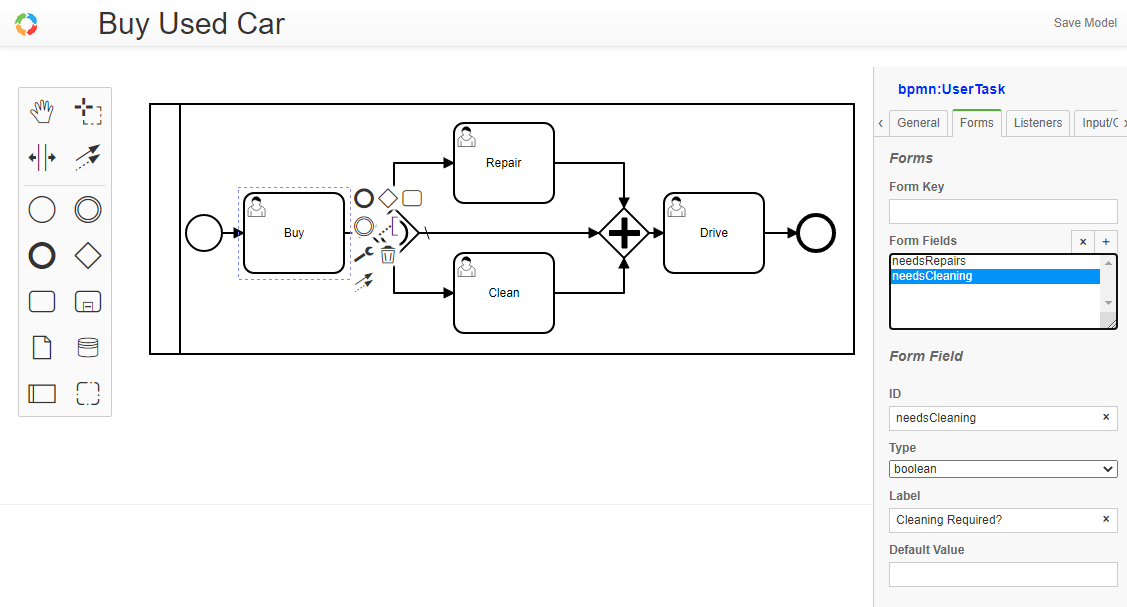 Buy Used Car
Save Model
Buy
Repair
Clean
Drive
bpmn:UserTask
General
Forms
Listeners
Input/C
Forms
Form Key
Form Fields
× +
needsRepairs
needsCleaning
Form Field
ID
needsCleaning ×
Type
boolean
Label
Cleaning Required? ×
Default Value